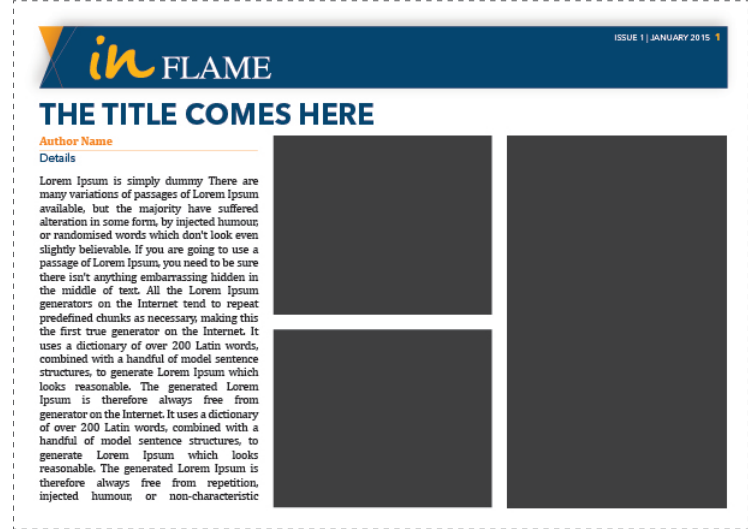 in FLAME
ISSUE 1 | JANUARY 2015 1
THE TITLE COMES HERE
Author Name
Details
Lorem Ipsum is simply dummy There are
many variations of passages of Lorem Ipsum
available, but the majority have suffered
alteration in some form, by injected humour,
or randomised words which don't look even
slightly believable. If you are going to use a
passage of Lorem Ipsum, you need to be sure
there isn't anything embarrassing hidden in
the middle of text. All the Lorem Ipsum
generators on the Internet tend to repeat
predefined chunks as necessary, making this
the first true generator on the Internet. It
uses a dictionary of over 200 Latin words,
combined with a handful of model sentence
structures, to generate Lorem Ipsum which
looks reasonable. The generated Lorem
Ipsum is therefore always free from
generator on the Internet. It uses a dictionary
of over 200 Latin words, combined with a
handful of model sentence structures, to
generate Lorem Ipsum which looks
reasonable. The generated Lorem Ipsum is
therefore always free from repetition,
injected humour, or non-characteristic